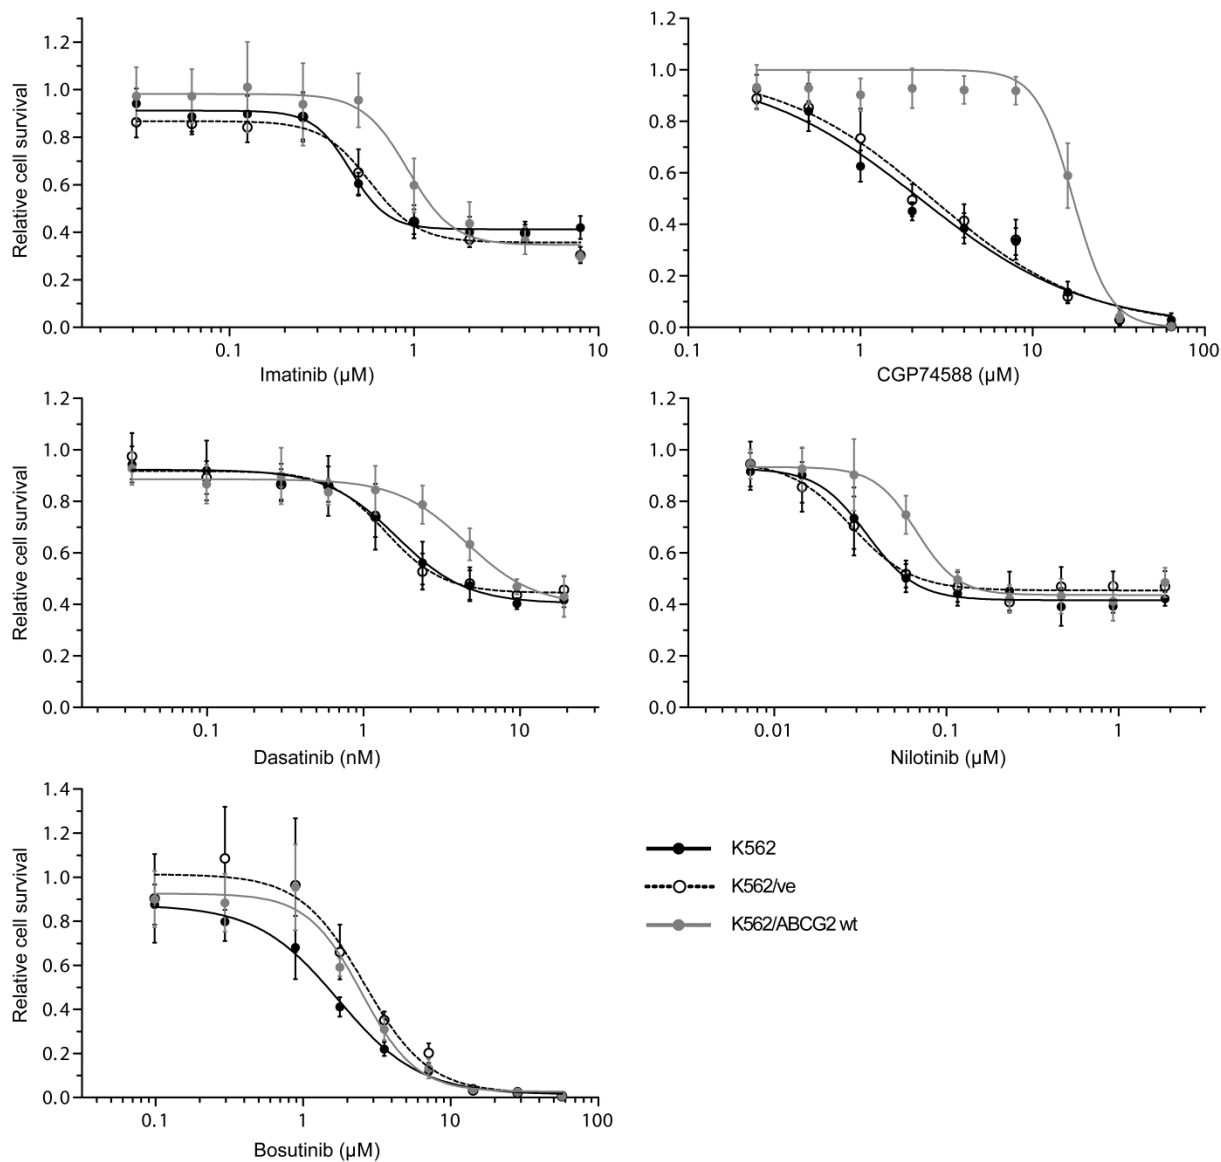 Relative cell survival
1.2
1.0
0.8
0.6
0.4
0.2
0.0
0.1 1 10
Imatinib (µM)
1.2
1.0
0.8
0.6
0.4
0.2
0.0
0.1 1 10 100
CGP74588 (µM)
Relative cell survival
1.2
1.0
0.8
0.6
0.4
0.2
0.0
0.1 1 10
Dasatinib (nM)
1.2
1.0
0.8
0.6
0.4
0.2
0.0
0.01 0.1 1
Nilotinib (µM)
Relative cell survival
1.4
1.2
1.0
0.8
0.6
0.4
0.2
0.0
0.1 1 10 100
Bosutinib (µM)
K562
K562/ve
K562/ABCG2 wt